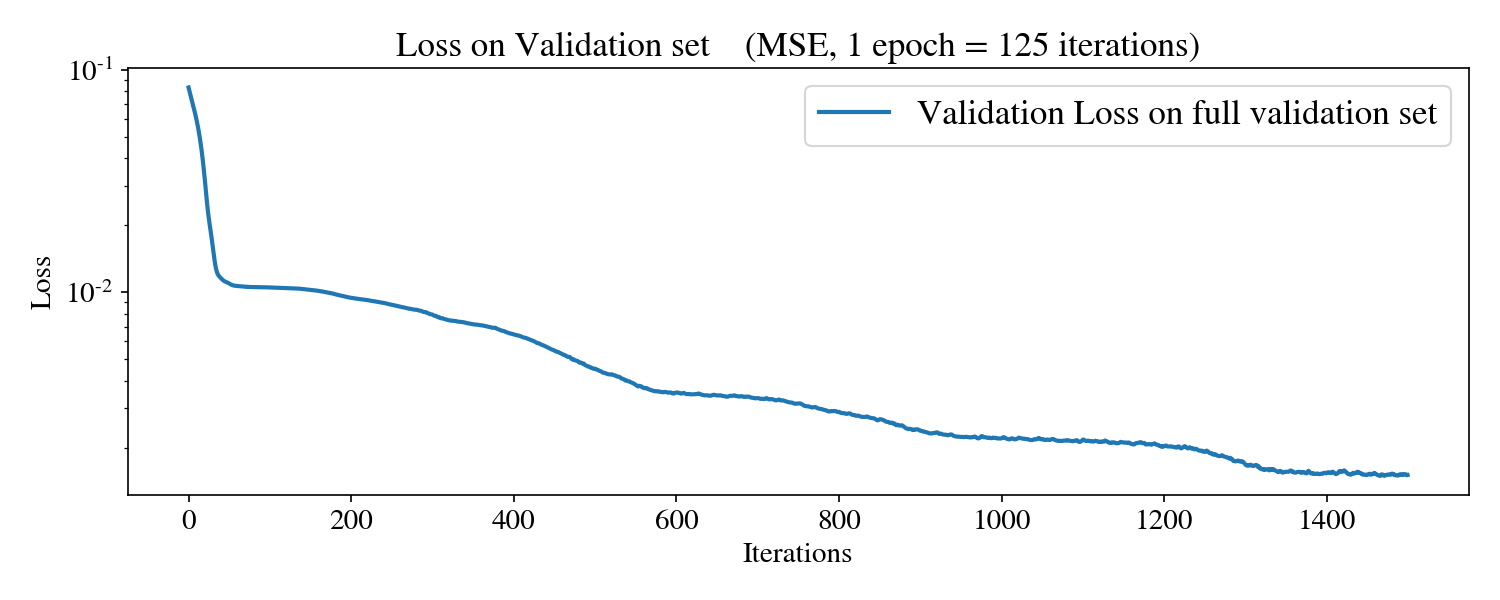 Loss on Validation set (MSE, 1 epoch = 125 iterations)
10⁻¹
Validation Loss on full validation set
Loss
10⁻²
0 200 400 600 800 1000 1200 1400
Iterations